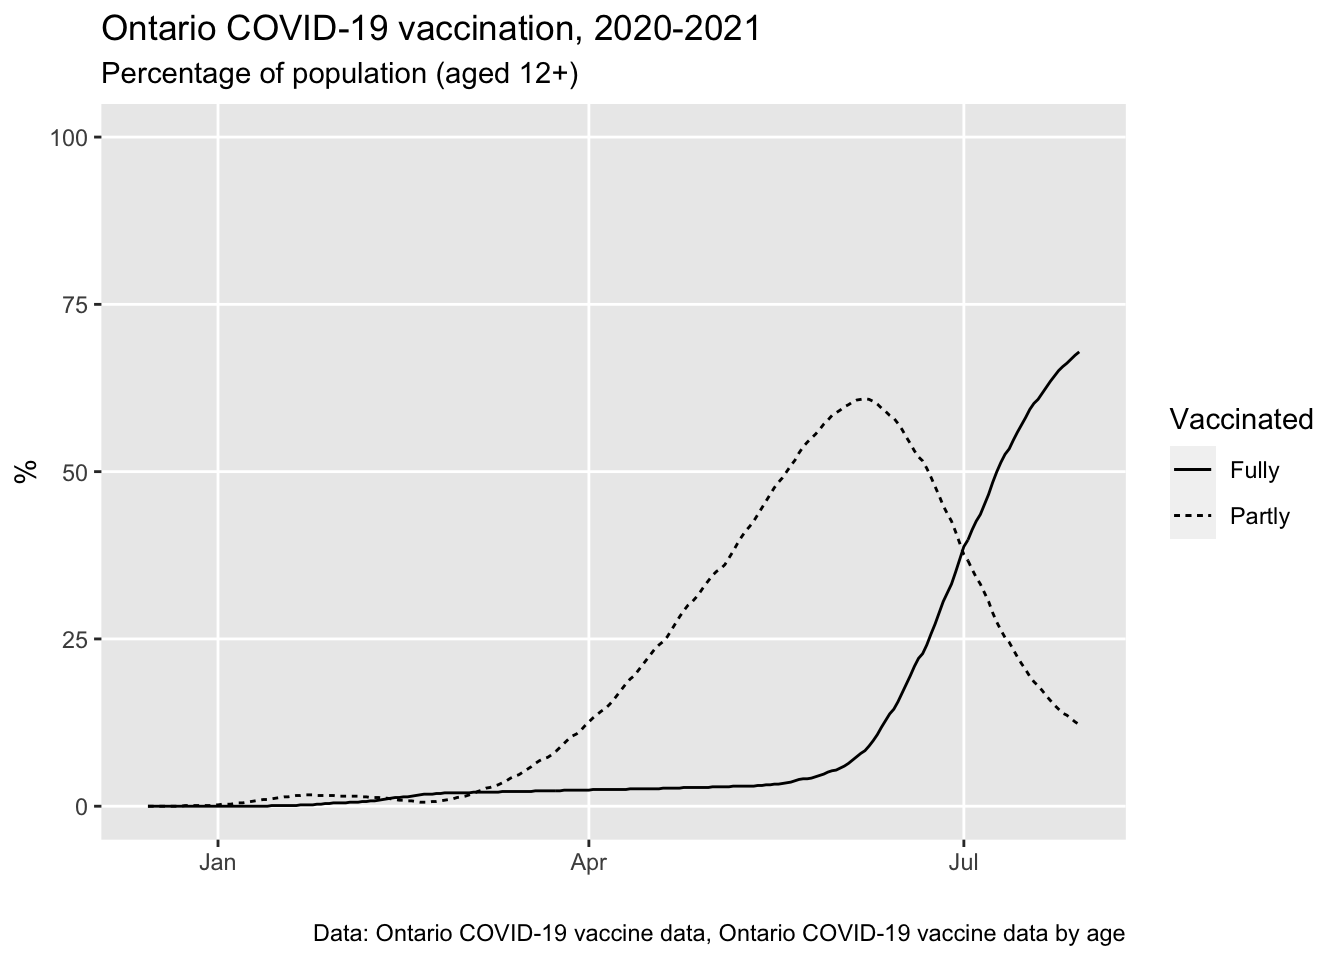 Ontario COVID-19 vaccination, 2020-2021
Percentage of population (aged 12+)
100
75
50
25
0
%
Jan
Apr
Jul
Vaccinated
Fully
Partly
Data: Ontario COVID-19 vaccine data, Ontario COVID-19 vaccine data by age